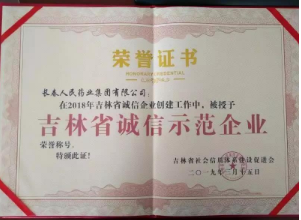 荣誉证书
长春人民药业集团有限公司：
在2018年吉林省诚信企业创建工作中，被授予
吉林省诚信示范企业
荣誉称号。
特颁此证！
吉林省社会信用体系建设促进会
二〇一九年三月十五日